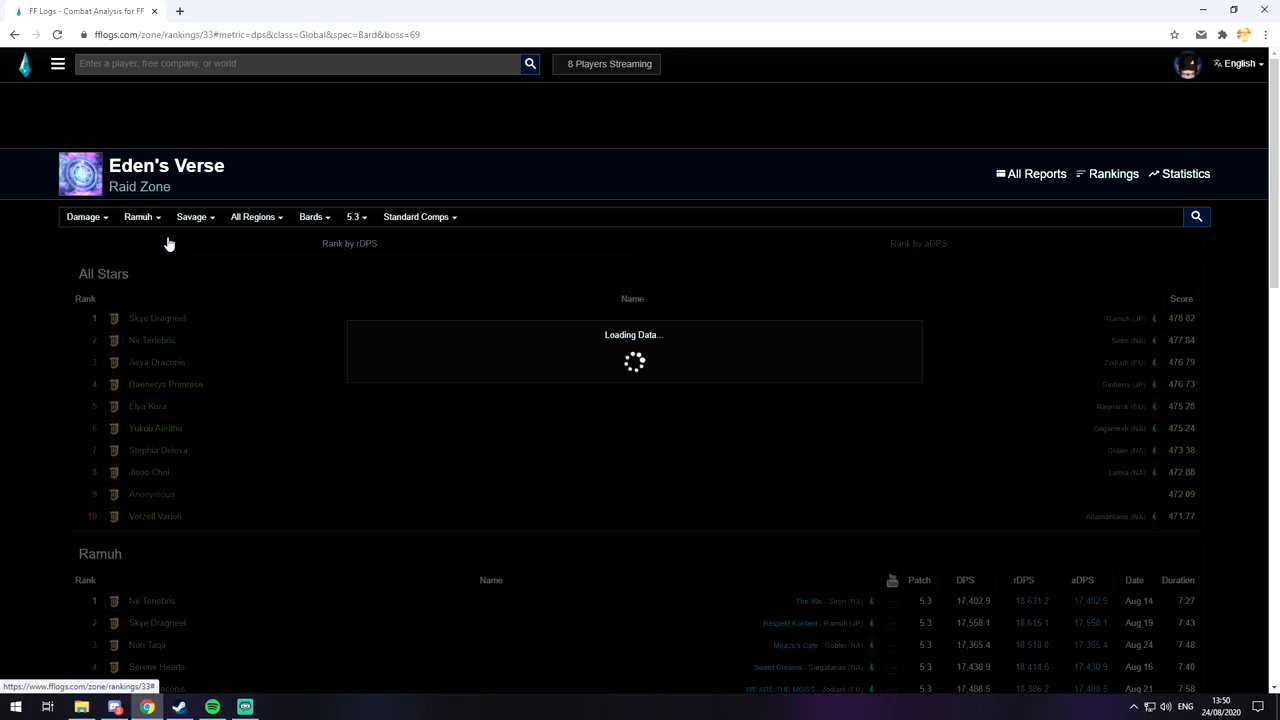 FF Logs - Combat Analysis for FF
fflogs.com/zone/rankings/33#metric=dps&class=Global&spec=Bard&boss=69
Enter a player, free company, or world
8 Players Streaming
English
Eden's Verse
Raid Zone
All Reports Rankings Statistics
Damage Ramuh Savage All Regions Bards 5.3 Standard Comps
Rank by rDPS Rank by aDPS
All Stars
Rank Name Score
1 Skye Dragneel Ramuh (JP) 478.82
2 Nir Tenebris Siren (NA) 477.84
3 Aeya Draconis Zodiark (EU) 476.79
4 Daenerys Primrose Tonberry (JP) 476.73
5 Elya Kura Ragnarok (EU) 475.28
6 Yukou Aerithe Gilgamesh (NA) 475.24
7 Stephia Deleva Goblin (NA) 473.38
8 Jisoo Choi Lamia (NA) 472.88
9 Anonymous 472.09
10 Verzell Varion Adamantoise (NA) 471.77
Loading Data...
Ramuh
Rank Name Patch DPS rDPS aDPS Date Duration
1 Nir Tenebris The 99s - Siren (NA) 5.3 17,402.9 18,631.2 17,402.9 Aug 14 7:27
2 Skye Dragneel Respekt Kontent - Ramuh (JP) 5.3 17,558.1 18,615.1 17,558.1 Aug 19 7:43
3 Nori Taqa Mirazu's Cafe - Goblin (NA) 5.3 17,365.4 18,518.0 17,365.4 Aug 24 7:48
4 Serene Hearts Sweet Dreams - Sargatanas (NA) 5.3 17,430.9 18,414.6 17,430.9 Aug 16 7:40
raconis WE ARE THE MOGS - Zodiark (EU) 5.3 17,488.5 18,386.2 17,488.5 Aug 21 7:58
https://www.fflogs.com/zone/rankings/33#
ENG
13:50
24/08/2020